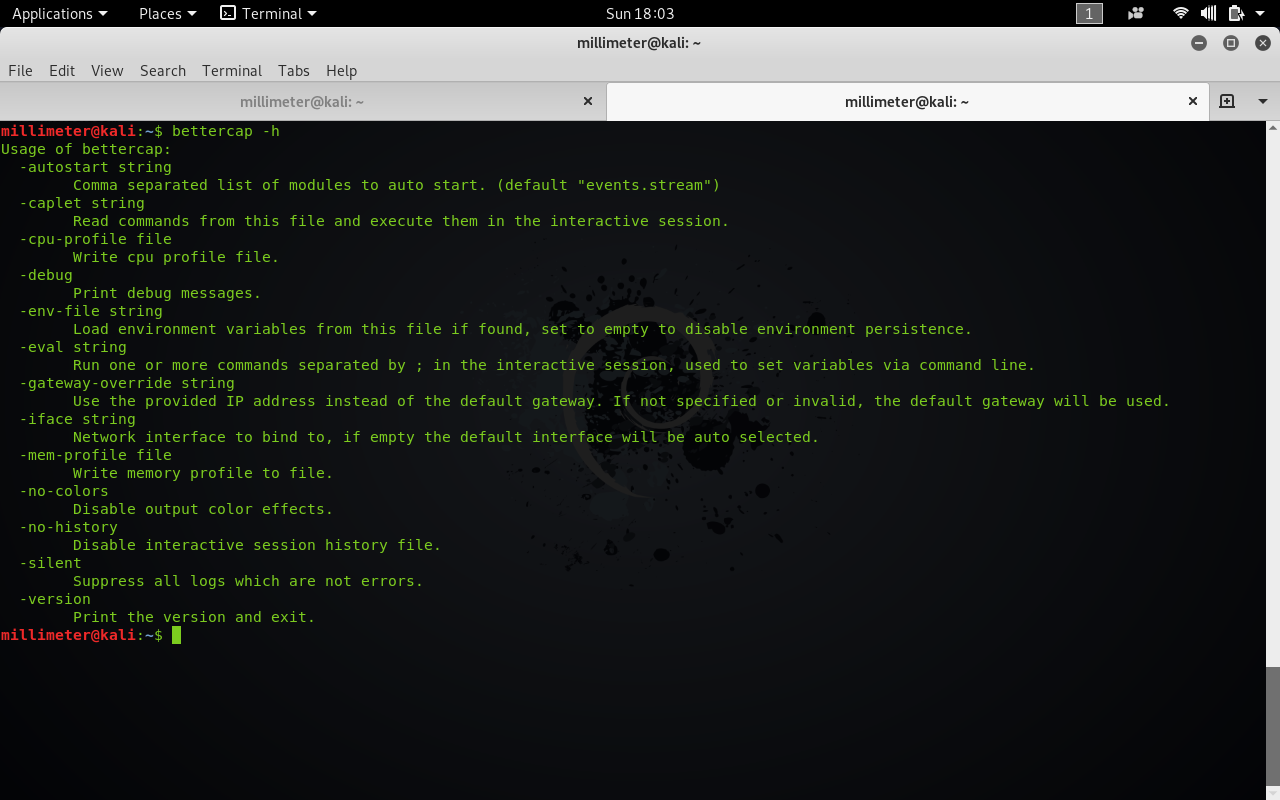 Applications Places Terminal Sun 18:03 1
millimeter@kali: ~
File Edit View Search Terminal Tabs Help
millimeter@kali: ~ millimeter@kali: ~
millimeter@kali:~$ bettercap -h
Usage of bettercap:
  -autostart string
        Comma separated list of modules to auto start. (default "events.stream")
  -caplet string
        Read commands from this file and execute them in the interactive session.
  -cpu-profile file
        Write cpu profile file.
  -debug
        Print debug messages.
  -env-file string
        Load environment variables from this file if found, set to empty to disable environment persistence.
  -eval string
        Run one or more commands separated by ; in the interactive session, used to set variables via command line.
  -gateway-override string
        Use the provided IP address instead of the default gateway. If not specified or invalid, the default gateway will be used.
  -iface string
        Network interface to bind to, if empty the default interface will be auto selected.
  -mem-profile file
        Write memory profile to file.
  -no-colors
        Disable output color effects.
  -no-history
        Disable interactive session history file.
  -silent
        Suppress all logs which are not errors.
  -version
        Print the version and exit.
millimeter@kali:~$